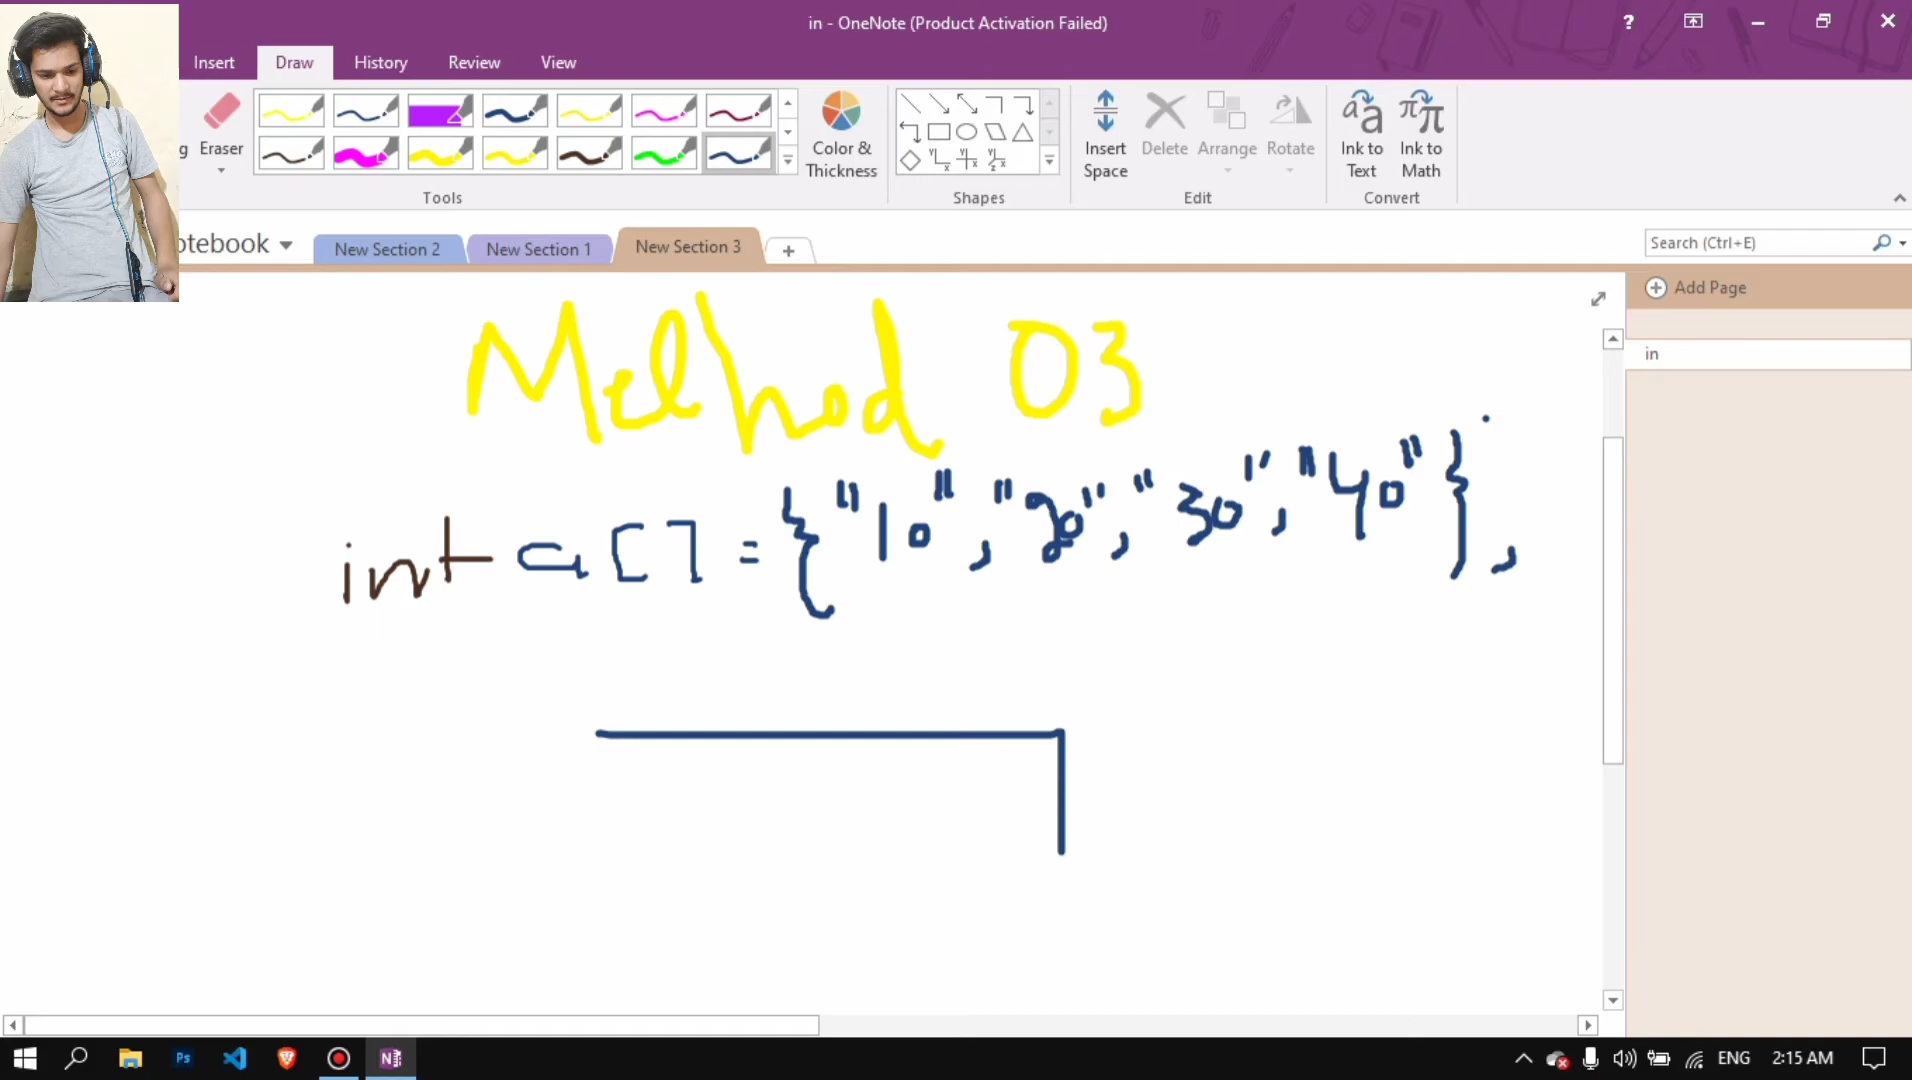 in - OneNote (Product Activation Failed)
Insert Draw History Review View
g Eraser
Color & Thickness
Insert Space
Delete Arrange Rotate
Ink to Text
Ink to Math
Tools Shapes Edit Convert
otebook New Section 2 New Section 1 New Section 3
Search (Ctrl+E)
Add Page
in
Method 03
int a[] = {"10", "20", "30", "40"};
ENG 2:15 AM